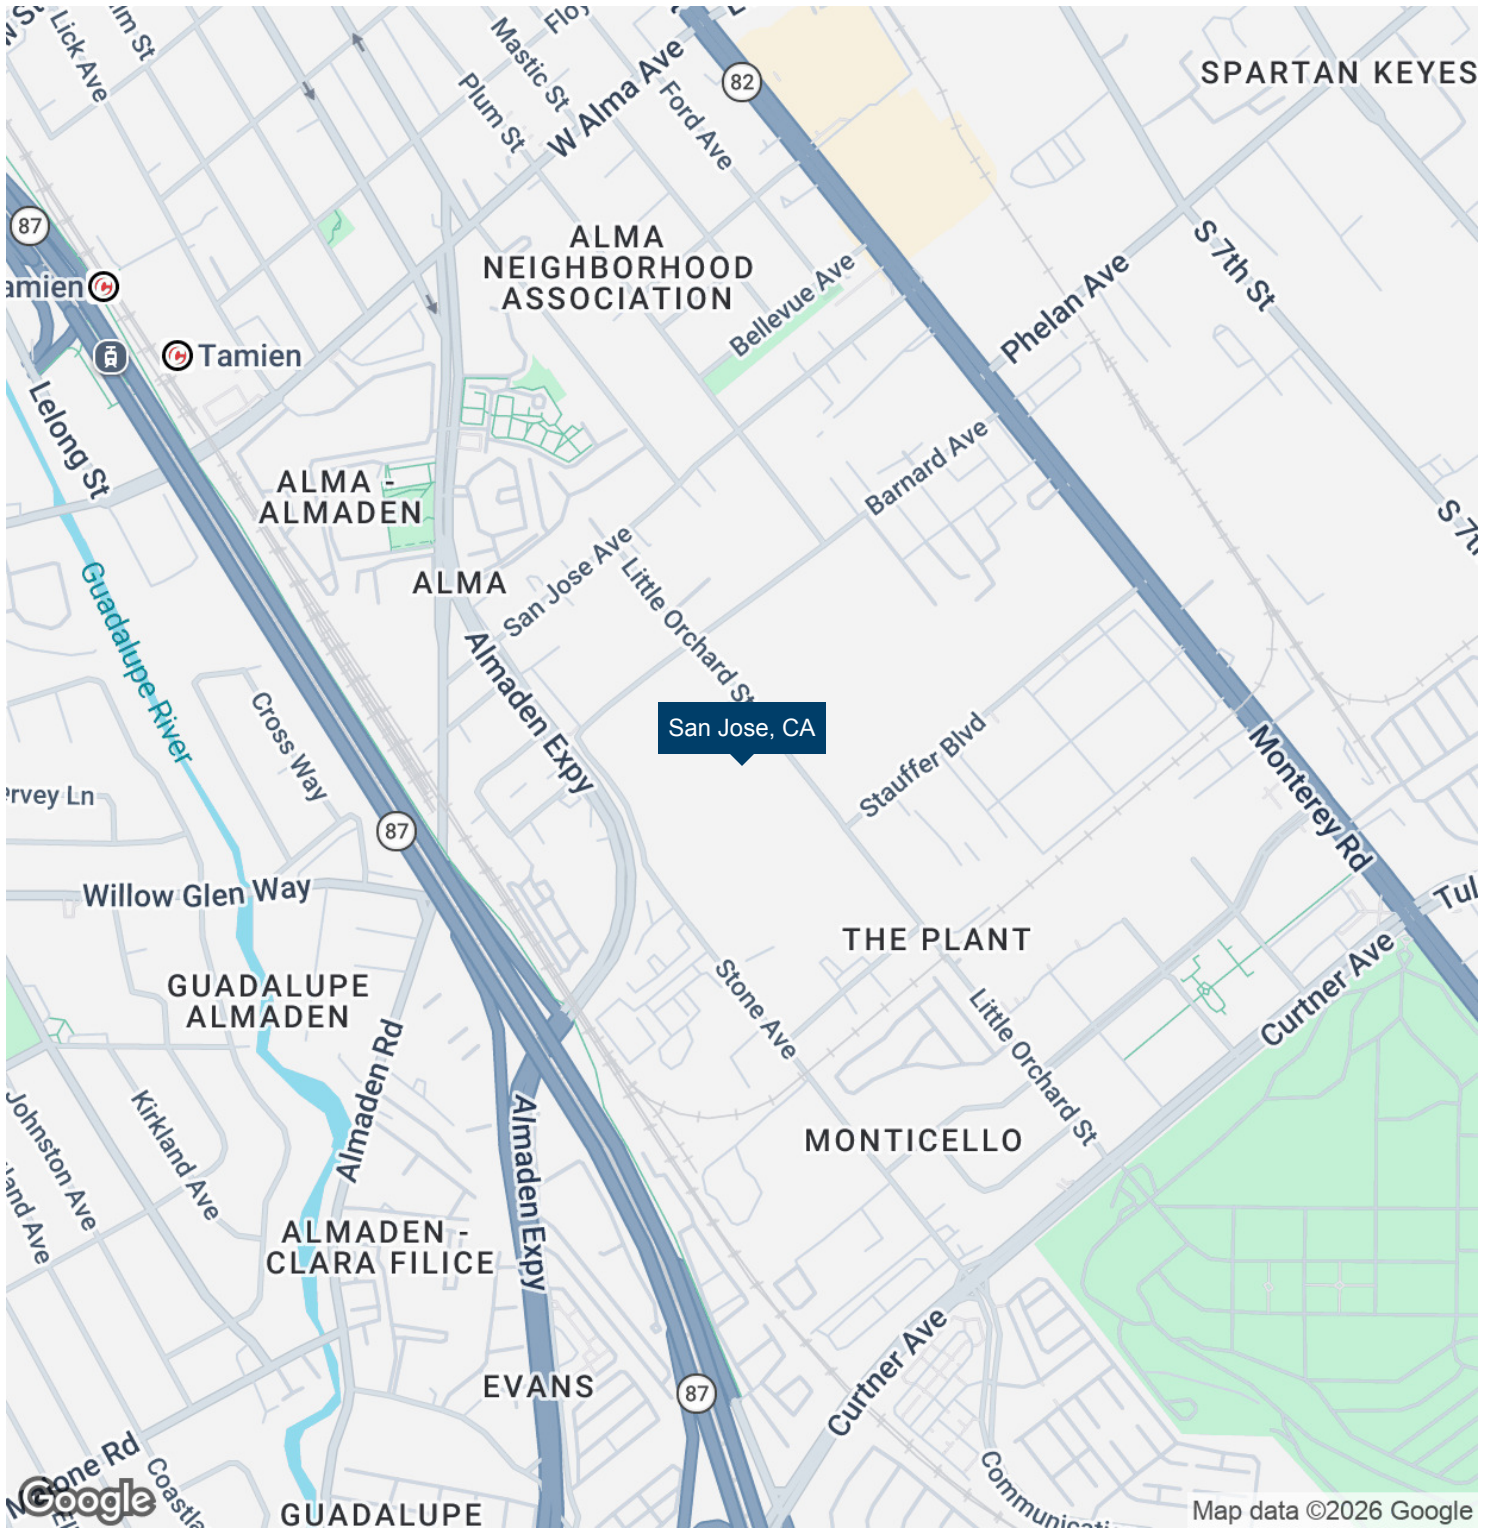 Lick Ave
Mastic St
Plum St
W Alma Ave
Ford Ave
82
SPARTAN KEYES
87
ALMA
NEIGHBORHOOD
ASSOCIATION
Bellevue Ave
Phelan Ave
S 7th St
Tamien
Lelong St
ALMA -
ALMADEN
Barnard Ave
ALMA
San Jose Ave
Little Orchard St
Guadalupe River
Almaden Expy
Cross Way
San Jose, CA
Stauffer Blvd
Monterey Rd
87
Willow Glen Way
THE PLANT
GUADALUPE
ALMADEN
Stone Ave
Little Orchard St
Curtner Ave
Almaden Rd
Johnston Ave
Kirkland Ave
Almaden Expy
MONTICELLO
ALMADEN -
CLARA FILICE
EVANS
87
Curtner Ave
GUADALUPE
Google
Map data ©2026 Google